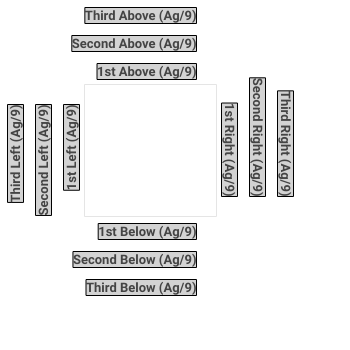 Third Above (Ag/9)
Second Above (Ag/9)
1st Above (Ag/9)
Third Left (Ag/9)
Second Left (Ag/9)
1st Left (Ag/9)
1st Right (Ag/9)
Second Right (Ag/9)
Third Right (Ag/9)
1st Below (Ag/9)
Second Below (Ag/9)
Third Below (Ag/9)